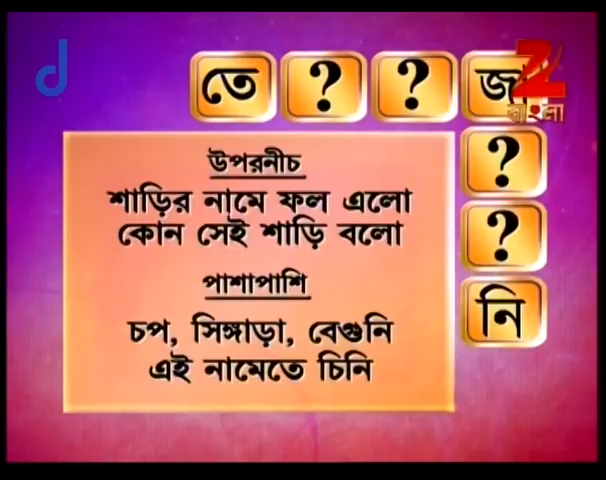 তে ? ? জা
?
?
নি
উপরনীচ
শাড়ির নামে ফল এলো
কোন সেই শাড়ি বলো
পাশাপাশি
চপ, সিঙ্গাড়া, বেগুনি
এই নামেতে চিনি
Z
বাংলা
d